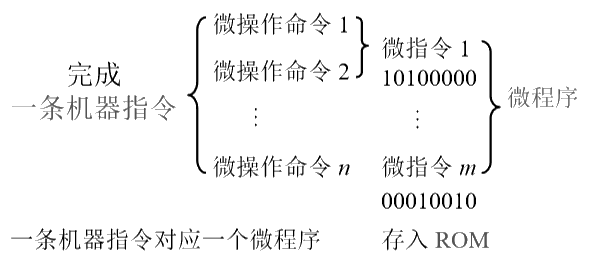 微操作命令 1
微操作命令 2
⋮
微操作命令 n
完成
一条机器指令
微指令 1
10100000
⋮
微指令 m
00010010
微程序
一条机器指令对应一个微程序
存入 ROM